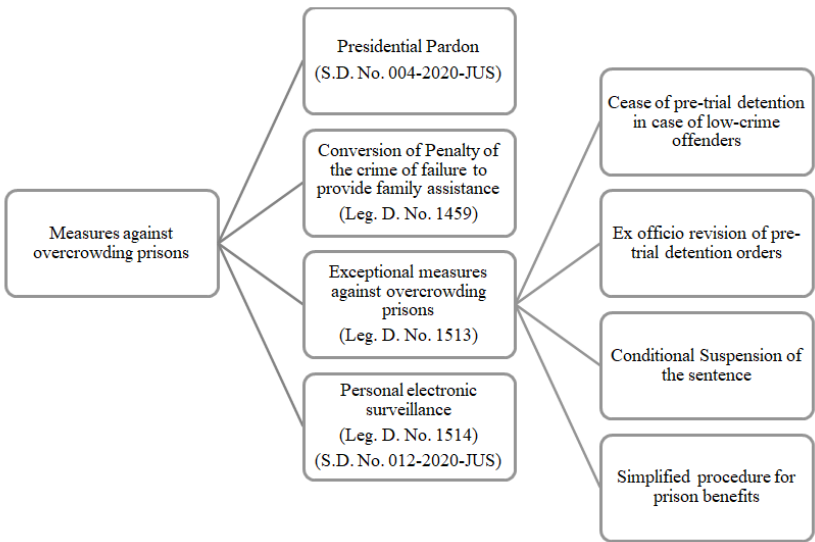 Measures against
overcrowding prisons
Presidential Pardon
(S.D. No. 004-2020-JUS)
Conversion of Penalty of
the crime of failure to
provide family assistance
(Leg. D. No. 1459)
Exceptional measures
against overcrowding
prisons
(Leg. D. No. 1513)
Personal electronic
surveillance
(Leg. D. No. 1514)
(S.D. No. 012-2020-JUS)
Cease of pre-trial detention
in case of low-crime
offenders
Ex officio revision of pre-
trial detention orders
Conditional Suspension of
the sentence
Simplified procedure for
prison benefits